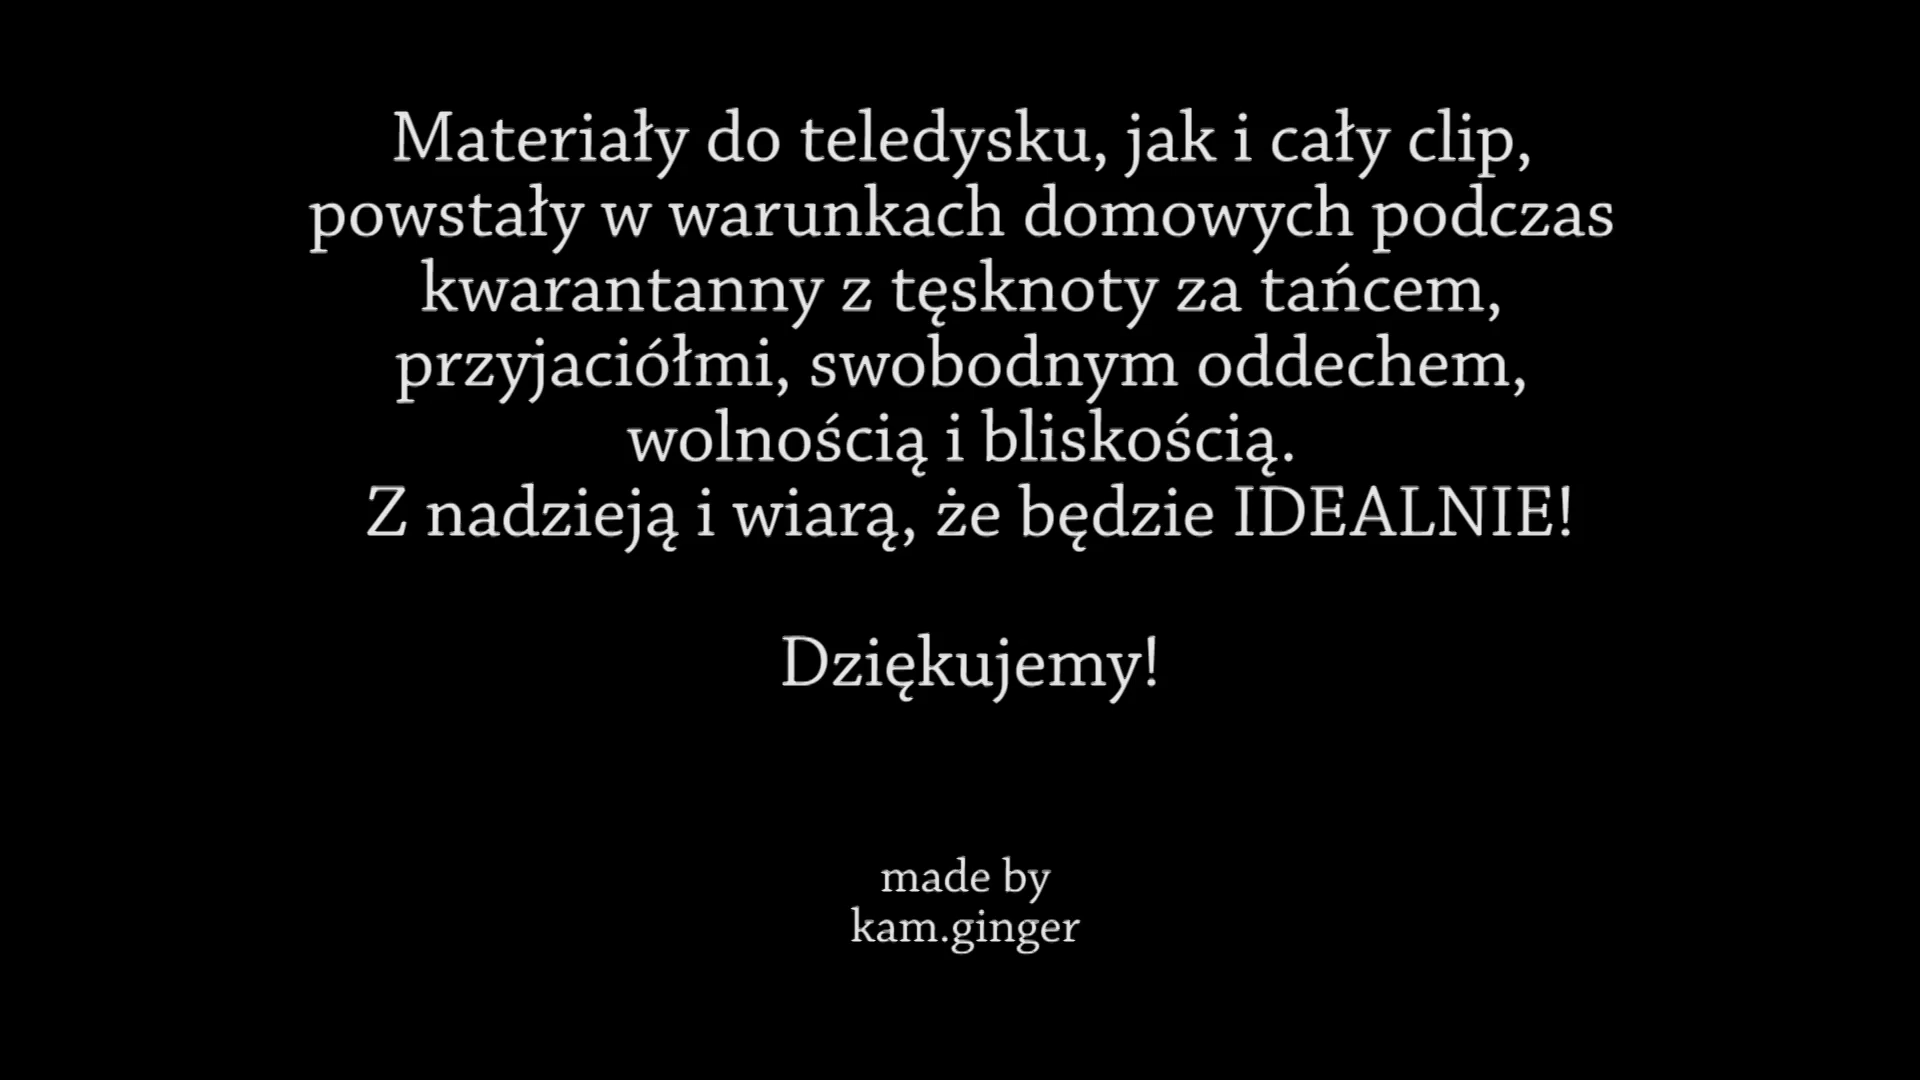 Materiały do teledysku, jak i cały clip,
powstały w warunkach domowych podczas
kwarantanny z tęsknoty za tańcem,
przyjaciółmi, swobodnym oddechem,
wolnością i bliskością.
Z nadzieją i wiarą, że będzie IDEALNIE!
Dziękujemy!
made by
kam.ginger